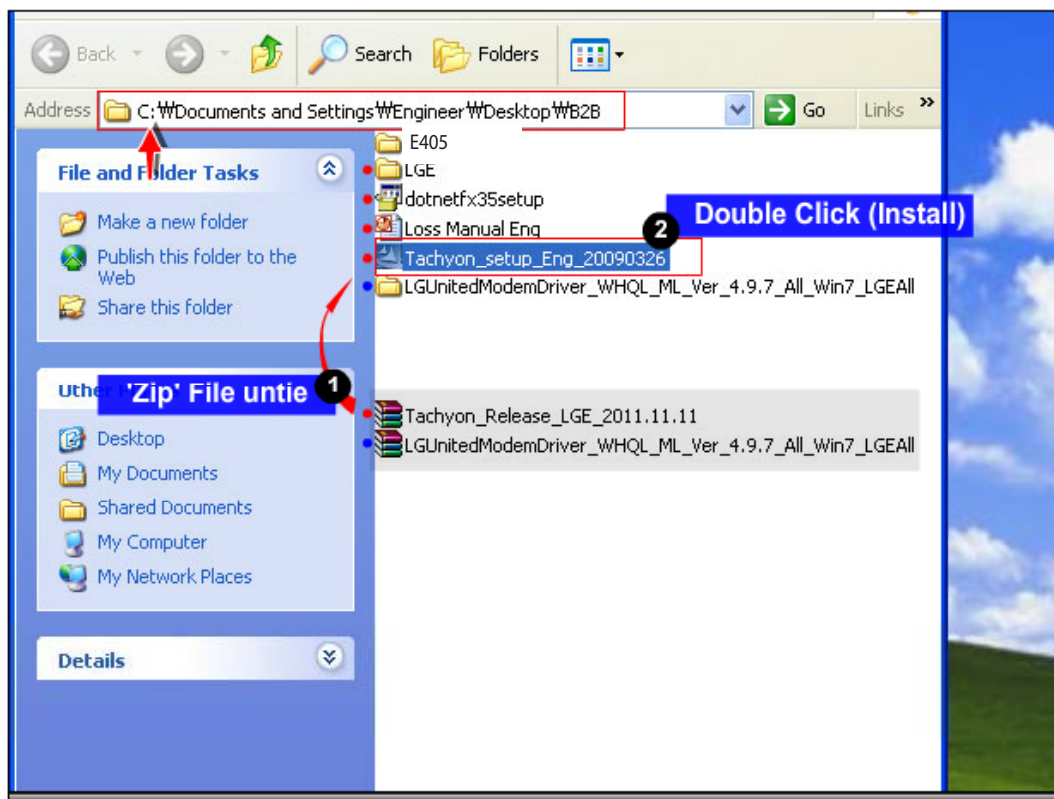 Back Search Folders
Address C:₩Documents and Settings₩Engineer₩Desktop₩B2B Go Links »
File and Folder Tasks
Make a new folder
Publish this folder to the
Web
Share this folder
E405
LGE
dotnetfx35setup
Loss Manual Eng
2 Double Click (Install)
Tachyon_setup_Eng_20090326
LGUnitedModemDriver_WHQL_ML_Ver_4.9.7_All_Win7_LGEAll
'Zip' File untie 1
Tachyon_Release_LGE_2011.11.11
LGUnitedModemDriver_WHQL_ML_Ver_4.9.7_All_Win7_LGEAll
Desktop
My Documents
Shared Documents
My Computer
My Network Places
Details